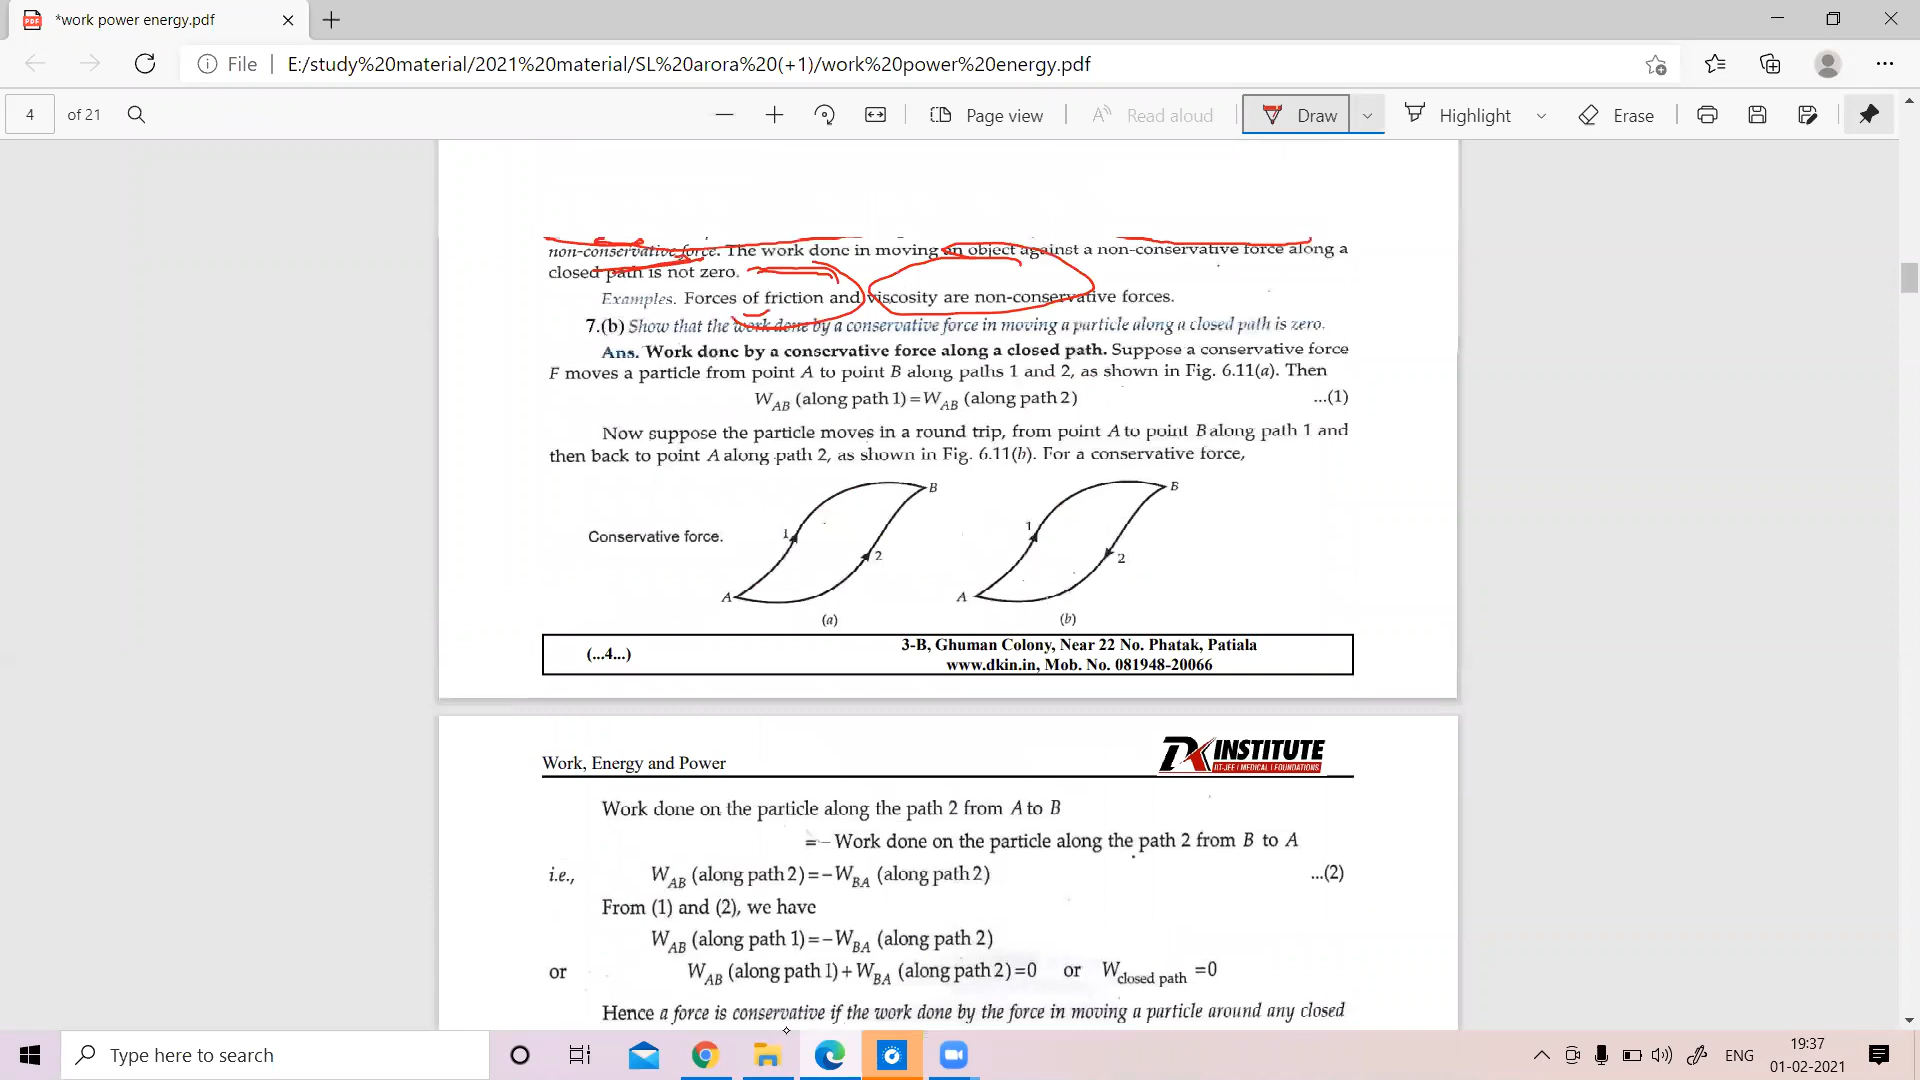 *work power energy.pdf
File
E:/study%20material/2021%20material/SL%20arora%20(+1)/work%20power%20energy.pdf
4 of 21
Page view
Read aloud
Draw
Highlight
Erase
non-conservative force. The work done in moving an object against a non-conservative force along a
closed path is not zero.
Examples. Forces of friction and viscosity are non-conservative forces.
7.(b) Show that the work done by a conservative force in moving a particle along a closed path is zero.
Ans. Work done by a conservative force along a closed path. Suppose a conservative force
F moves a particle from point A to point B along paths 1 and 2, as shown in Fig. 6.11(a). Then
W_AB (along path 1) = W_AB (along path 2) ...(1)
Now suppose the particle moves in a round trip, from point A to point B along path 1 and
then back to point A along path 2, as shown in Fig. 6.11(b). For a conservative force,
Conservative force.
A 1 2 B
(a)
A 1 2 B
(b)
(...4...)
3-B, Ghuman Colony, Near 22 No. Phatak, Patiala
www.dkin.in, Mob. No. 081948-20066
Work, Energy and Power
DK INSTITUTE
IIT-JEE / MEDICAL / FOUNDATIONS
Work done on the particle along the path 2 from A to B
= - Work done on the particle along the path 2 from B to A
i.e., W_AB (along path 2) = - W_BA (along path 2) ...(2)
From (1) and (2), we have
W_AB (along path 1) = - W_BA (along path 2)
or W_AB (along path 1) + W_BA (along path 2) = 0 or W_closed path = 0
Hence a force is conservative if the work done by the force in moving a particle around any closed
Type here to search
ENG
19:37
01-02-2021